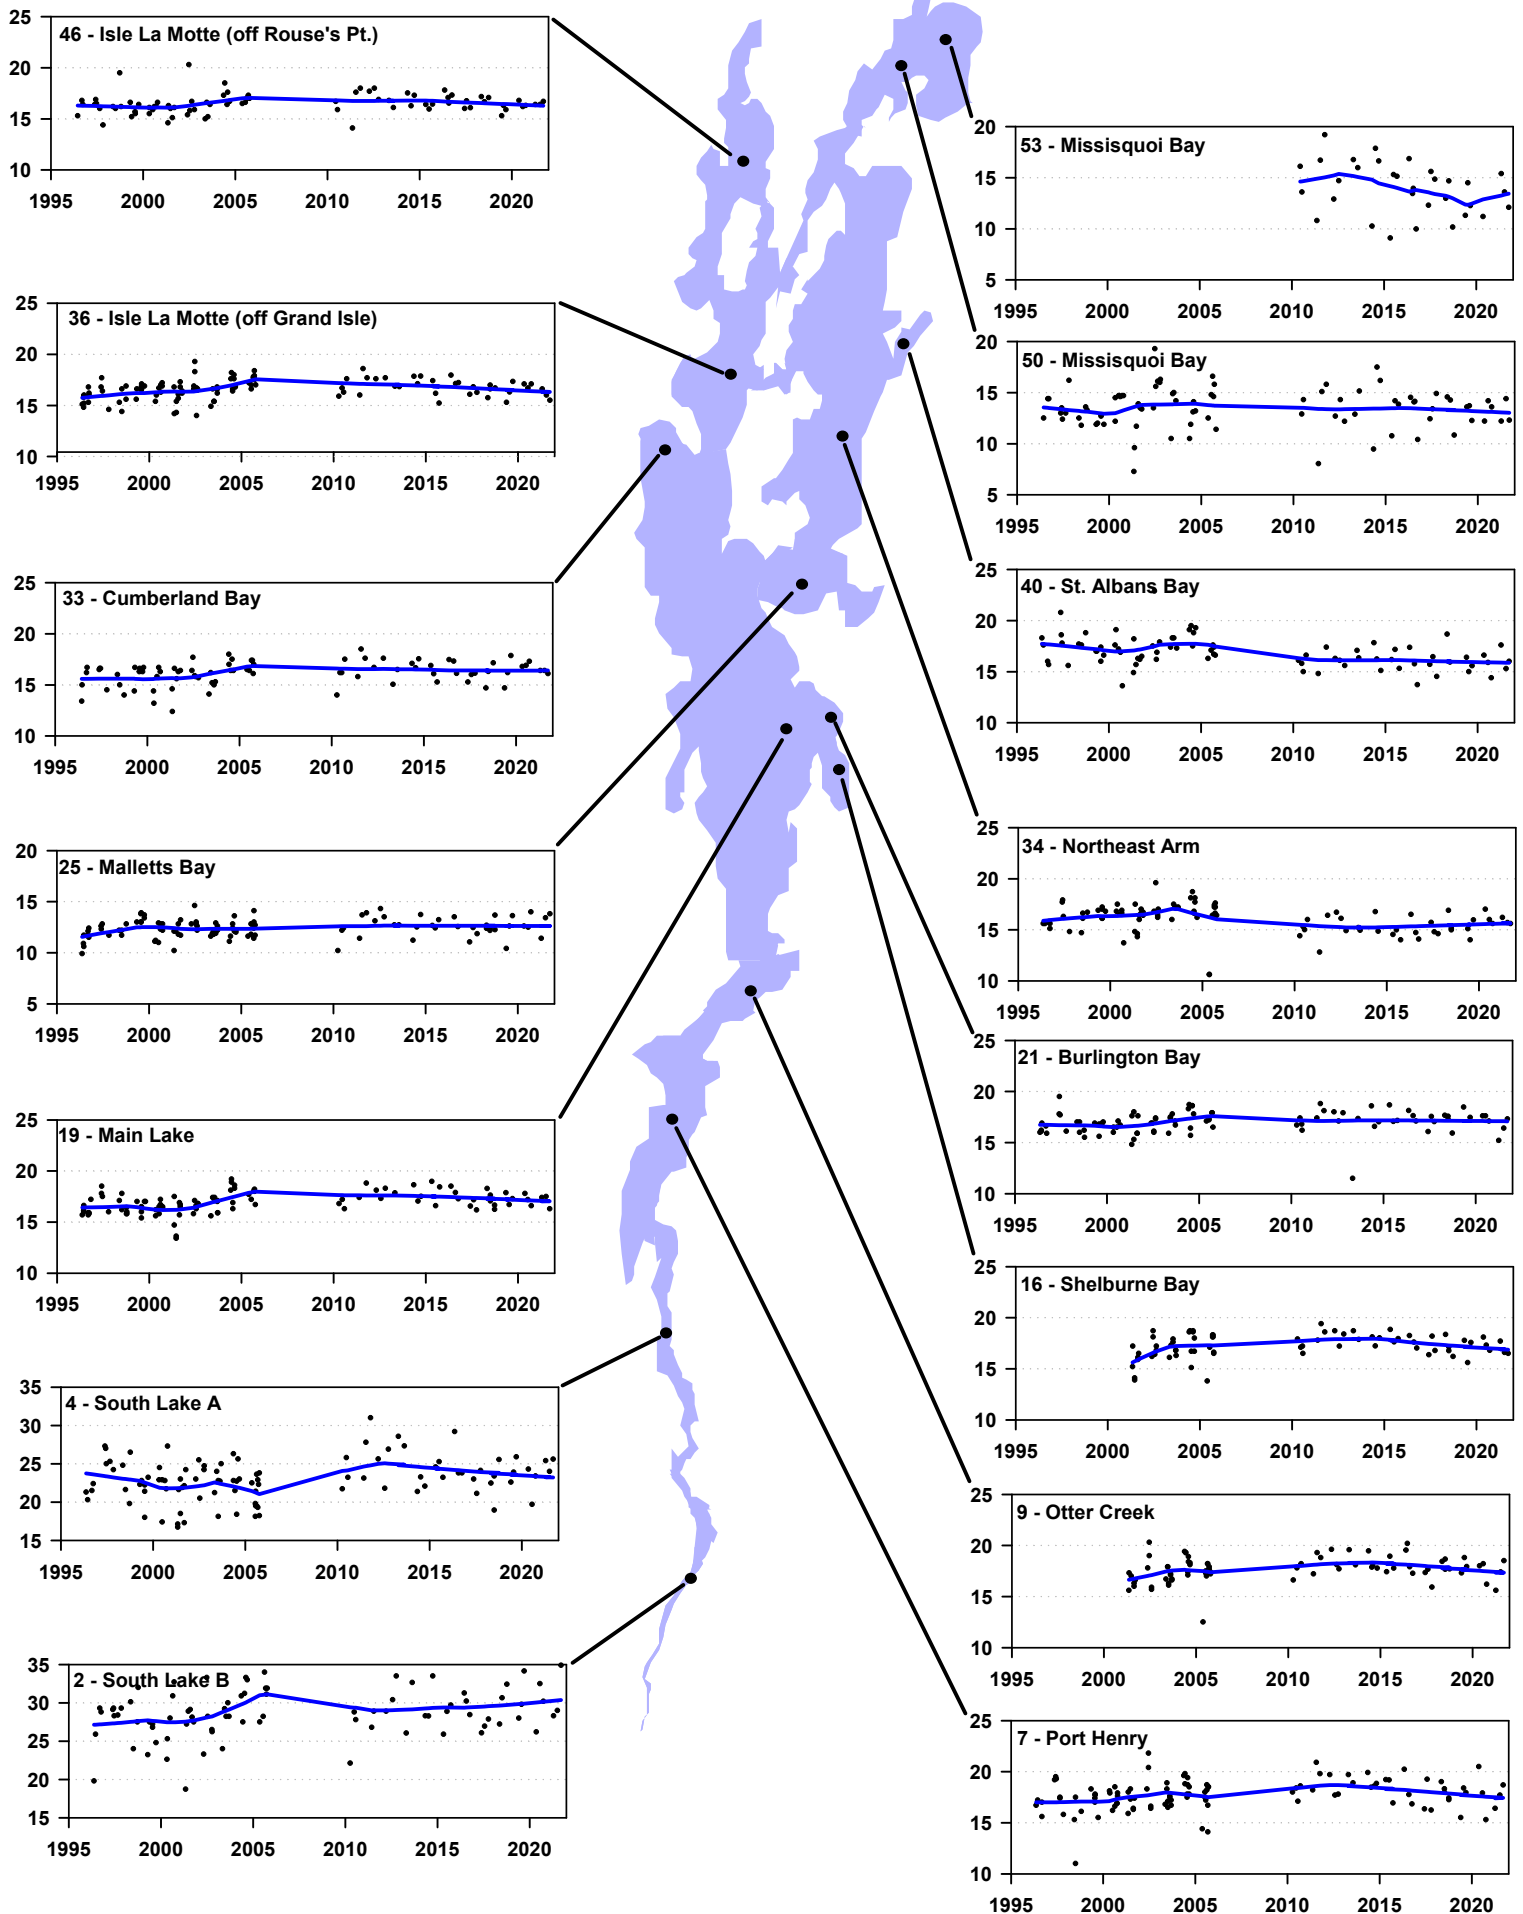 46 - Isle La Motte (off Rouse's Pt.)
25
20
15
10
1995 2000 2005 2010 2015 2020
36 - Isle La Motte (off Grand Isle)
25
20
15
10
1995 2000 2005 2010 2015 2020
33 - Cumberland Bay
25
20
15
10
1995 2000 2005 2010 2015 2020
25 - Malletts Bay
20
15
10
5
1995 2000 2005 2010 2015 2020
19 - Main Lake
25
20
15
10
1995 2000 2005 2010 2015 2020
4 - South Lake A
35
30
25
20
15
1995 2000 2005 2010 2015 2020
2 - South Lake B
35
30
25
20
15
1995 2000 2005 2010 2015 2020
53 - Missisquoi Bay
20
15
10
5
1995 2000 2005 2010 2015 2020
50 - Missisquoi Bay
20
15
10
5
1995 2000 2005 2010 2015 2020
40 - St. Albans Bay
25
20
15
10
1995 2000 2005 2010 2015 2020
34 - Northeast Arm
25
20
15
10
1995 2000 2005 2010 2015 2020
21 - Burlington Bay
25
20
15
10
1995 2000 2005 2010 2015 2020
16 - Shelburne Bay
25
20
15
10
1995 2000 2005 2010 2015 2020
9 - Otter Creek
25
20
15
10
1995 2000 2005 2010 2015 2020
7 - Port Henry
25
20
15
10
1995 2000 2005 2010 2015 2020